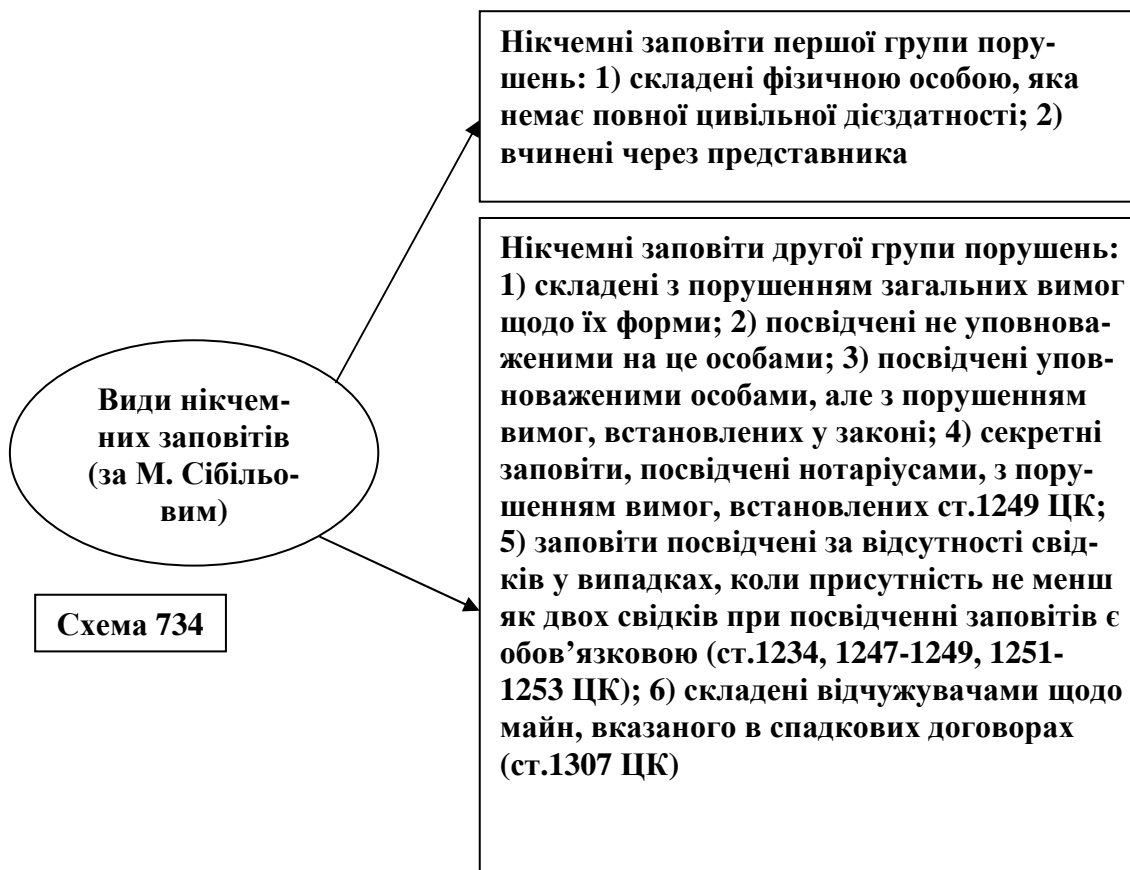 Нікчемні заповіти першої групи пору-
шень: 1) складені фізичною особою, яка
немає повної цивільної дієздатності; 2)
вчинені через представника
Нікчемні заповіти другої групи порушень:
1) складені з порушенням загальних вимог
щодо їх форми; 2) посвідчені не уповнова-
женими на це особами; 3) посвідчені упов-
новаженими особами, але з порушенням
вимог, встановлених у законі; 4) секретні
заповіти, посвідчені нотаріусами, з пору-
шенням вимог, встановлених ст.1249 ЦК;
5) заповіти посвідчені за відсутності свід-
ків у випадках, коли присутність не менш
як двох свідків при посвідченні заповітів є
обов’язковою (ст.1234, 1247-1249, 1251-
1253 ЦК); 6) складені відчужувачами щодо
майн, вказаного в спадкових договорах
(ст.1307 ЦК)
Види нікчем-
них заповітів
(за М. Сібільо-
вим)
Схема 734